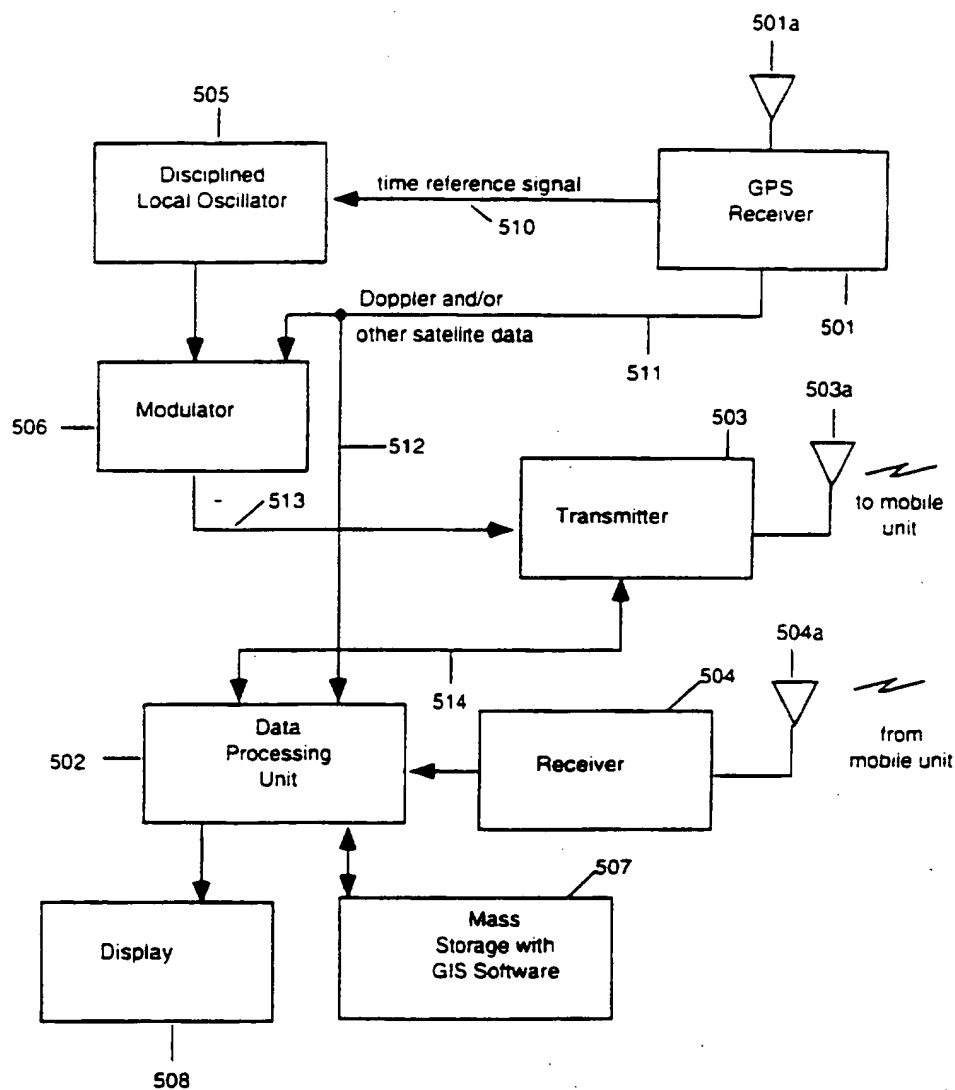 501a
505
Disciplined
Local Oscillator
time reference signal
510
GPS
Receiver
501
Doppler and/or
other satellite data
511
Modulator
506
512
503
503a
513
Transmitter
to mobile
unit
514
504
504a
Data
Processing
Unit
502
Receiver
from
mobile unit
507
Display
Mass
Storage with
GIS Software
508